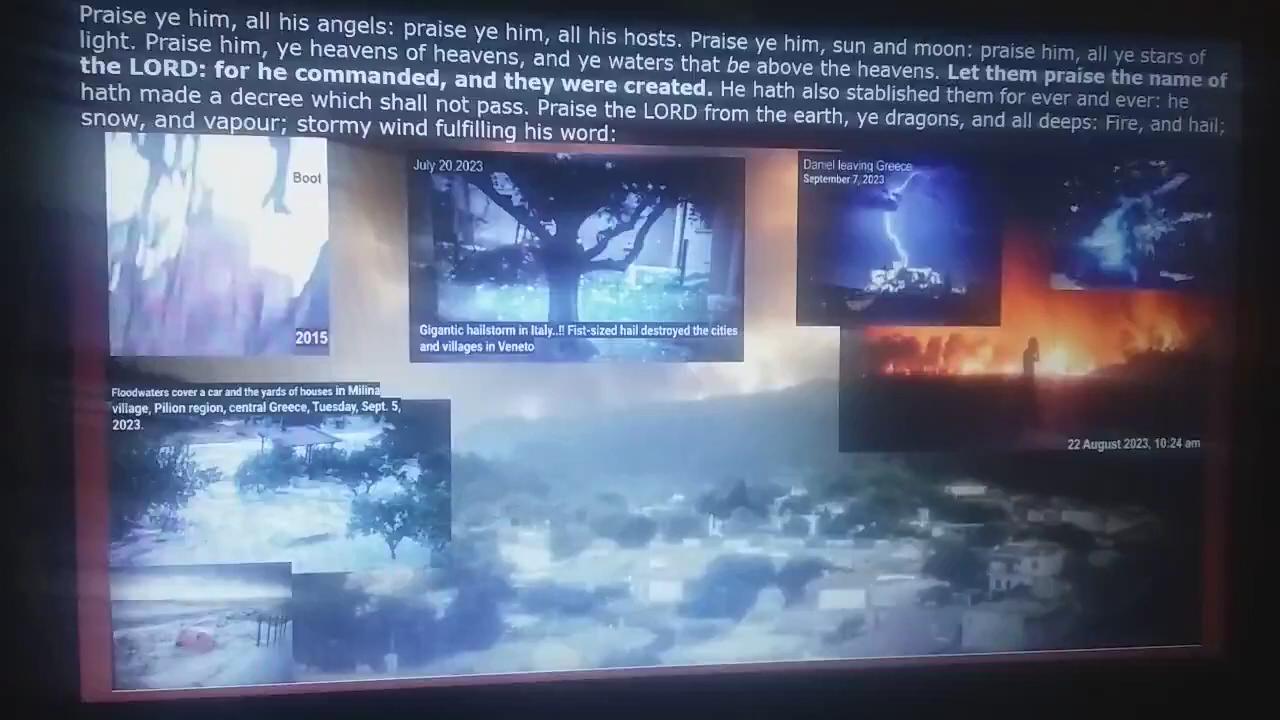 Praise ye him, all his angels: praise ye him, all his hosts. Praise ye him, sun and moon: praise him, all ye stars of
light. Praise him, ye heavens of heavens, and ye waters that be above the heavens. Let them praise the name of
the LORD: for he commanded, and they were created. He hath also stablished them for ever and ever: he
hath made a decree which shall not pass. Praise the LORD from the earth, ye dragons, and all deeps: Fire, and hail;
snow, and vapour; stormy wind fulfilling his word:
Boot
2015
July 20 2023
Gigantic hailstorm in Italy..!! Fist-sized hail destroyed the cities
and villages in Veneto
Daniel leaving Greece
September 7, 2023
22 August 2023, 10:24 am
Floodwaters cover a car and the yards of houses in Milina
village, Pilion region, central Greece, Tuesday, Sept. 5,
2023.